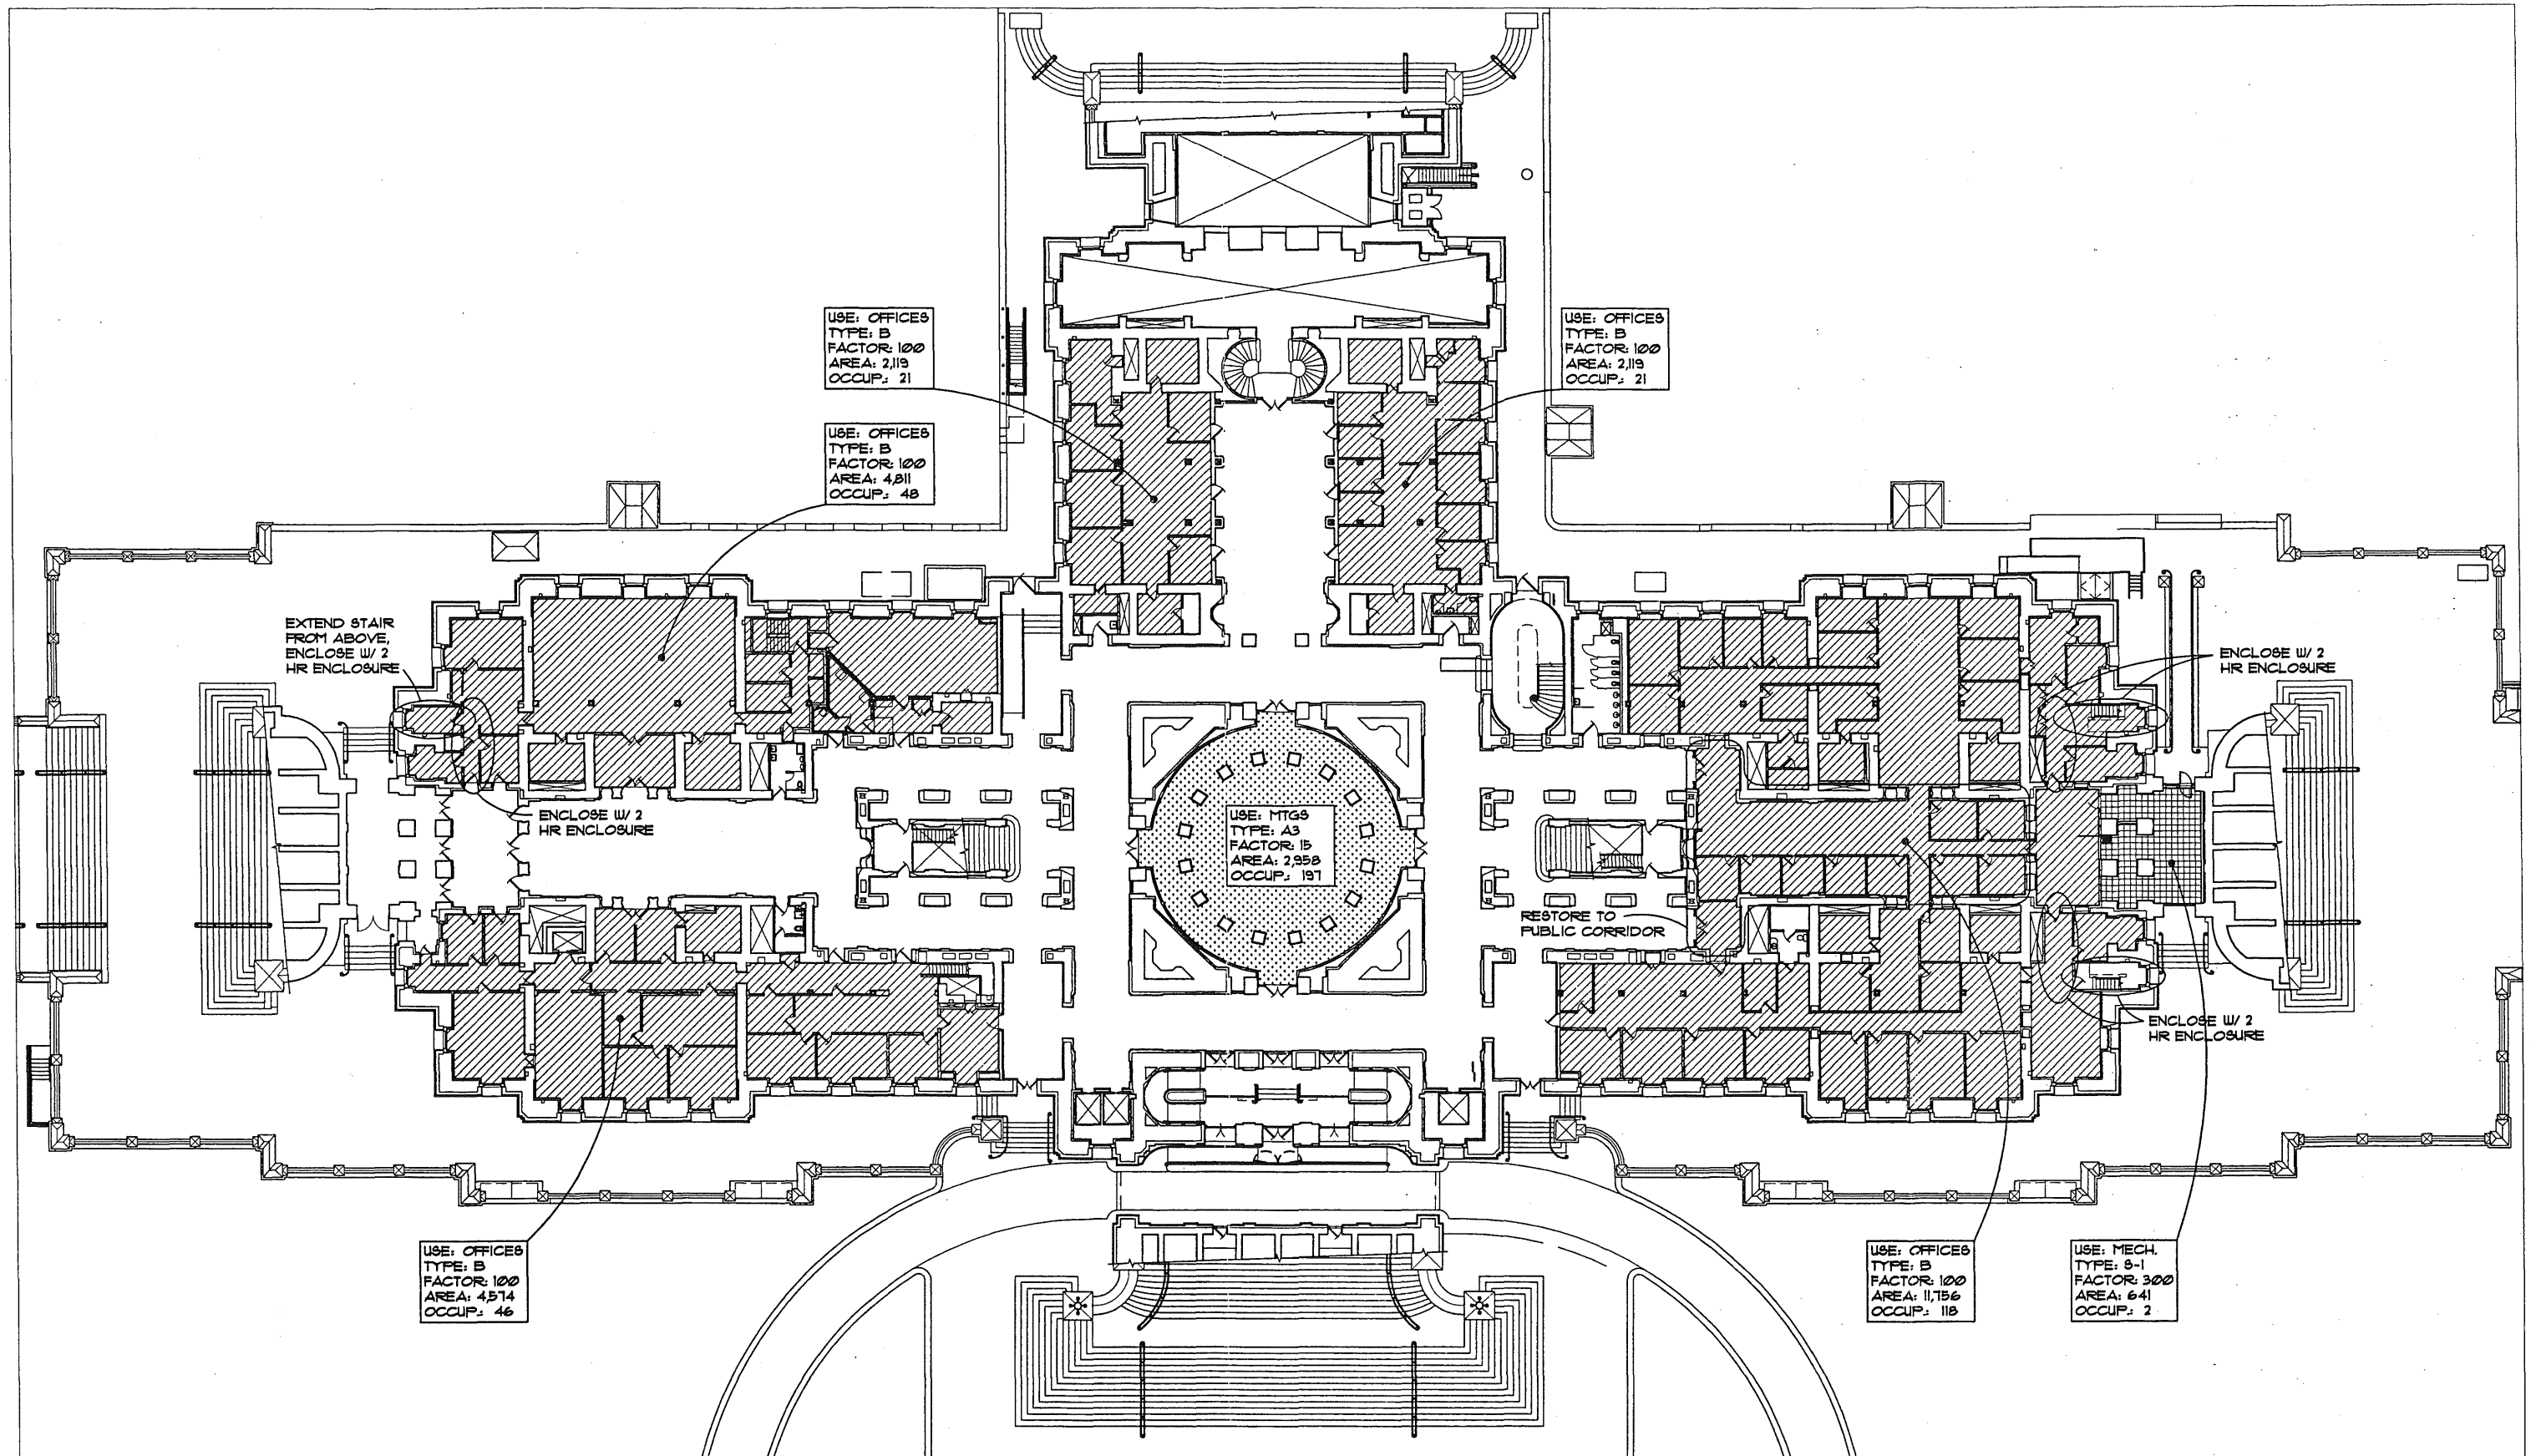 USE: OFFICES
TYPE: B
FACTOR: 100
AREA: 2,119
OCCUP.: 21
USE: OFFICES
TYPE: B
FACTOR: 100
AREA: 2,119
OCCUP.: 21
USE: OFFICES
TYPE: B
FACTOR: 100
AREA: 4,811
OCCUP.: 48
EXTEND STAIR
FROM ABOVE,
ENCLOSE W/ 2
HR ENCLOSURE
ENCLOSE W/ 2
HR ENCLOSURE
ENCLOSE W/ 2
HR ENCLOSURE
USE: MTGS
TYPE: A3
FACTOR: 15
AREA: 2,958
OCCUP.: 197
RESTORE TO
PUBLIC CORRIDOR
ENCLOSE W/ 2
HR ENCLOSURE
USE: OFFICES
TYPE: B
FACTOR: 100
AREA: 4,574
OCCUP.: 46
USE: OFFICES
TYPE: B
FACTOR: 100
AREA: 11,756
OCCUP.: 118
USE: MECH.
TYPE: S-1
FACTOR: 300
AREA: 641
OCCUP.: 2